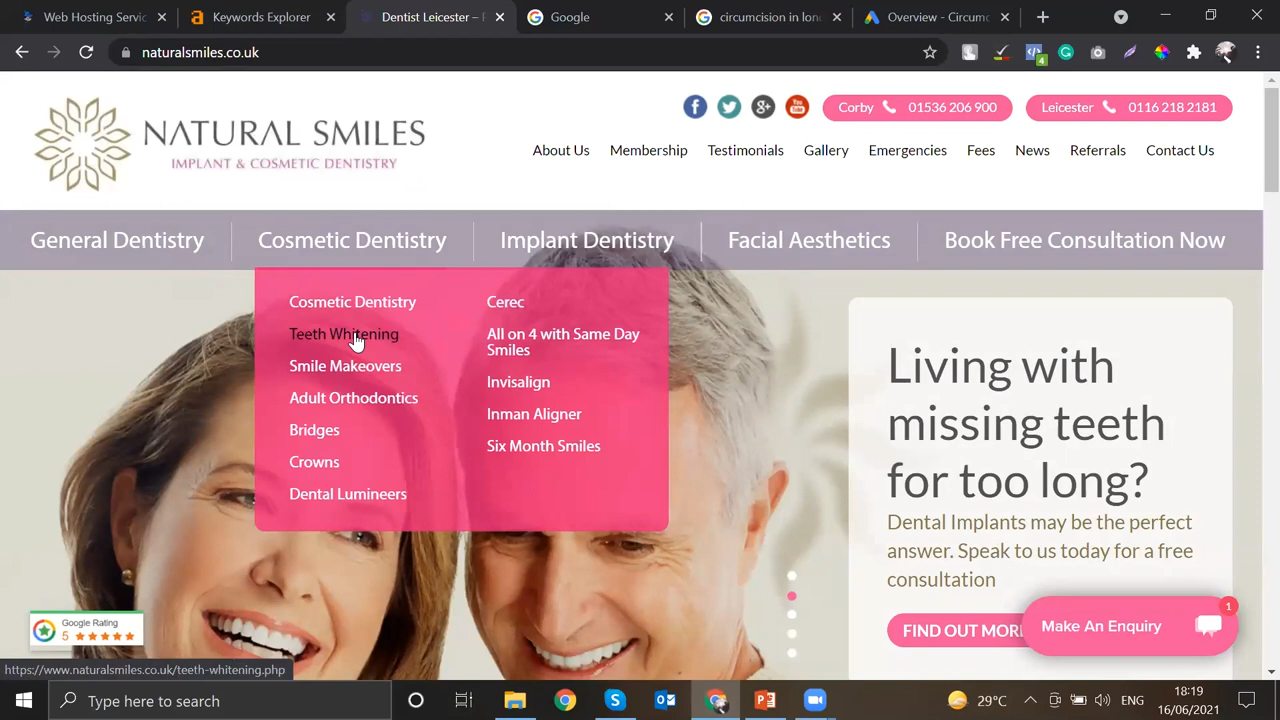 Web Hosting Servic
Keywords Explorer
Dentist Leicester –
Google
circumcision in lon
Overview - Circumc
naturalsmiles.co.uk
4
NATURAL SMILES
IMPLANT & COSMETIC DENTISTRY
You
Tube
Corby 01536 206 900
Leicester 0116 218 2181
About Us
Membership
Testimonials
Gallery
Emergencies
Fees
News
Referrals
Contact Us
General Dentistry
Cosmetic Dentistry
Implant Dentistry
Facial Aesthetics
Book Free Consultation Now
Cosmetic Dentistry
Teeth Whitening
Smile Makeovers
Adult Orthodontics
Bridges
Crowns
Dental Lumineers
Cerec
All on 4 with Same Day
Smiles
Invisalign
Inman Aligner
Six Month Smiles
Living with
missing teeth
for too long?
Dental Implants may be the perfect
answer. Speak to us today for a free
consultation
FIND OUT MOR
Make An Enquiry
1
Google Rating
5
https://www.naturalsmiles.co.uk/teeth-whitening.php
Type here to search
29°C
ENG
18:19
16/06/2021